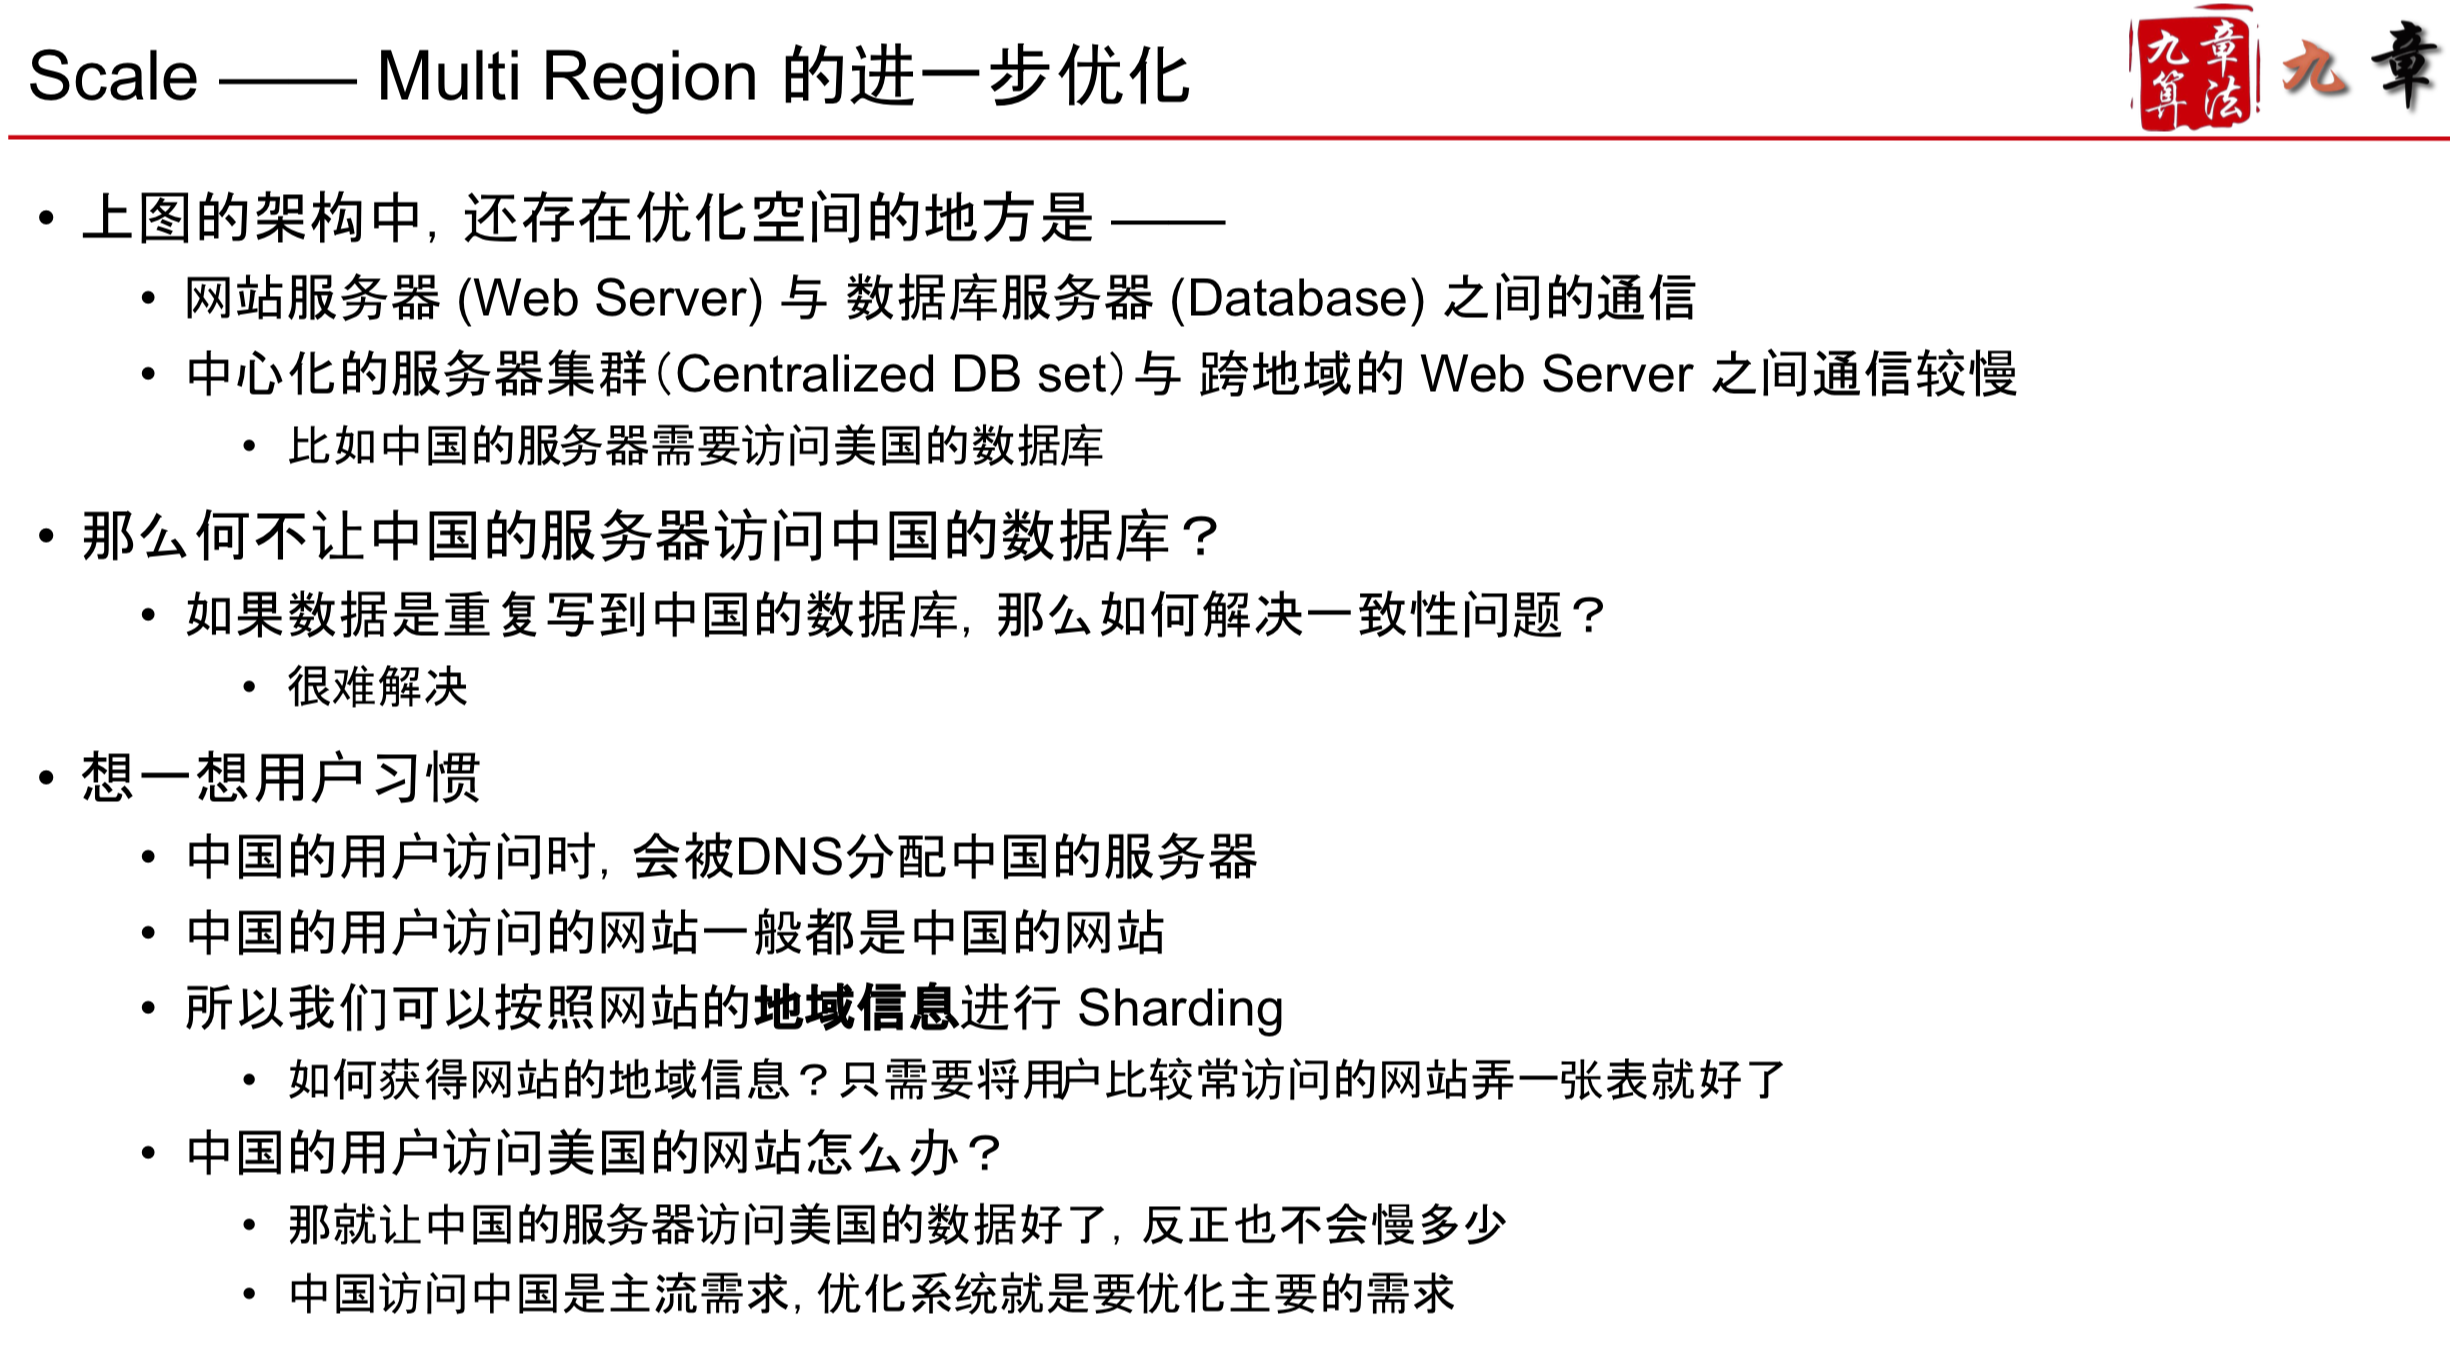 Scale —— Multi Region 的进一步优化
九章算法
九章
• 上图的架构中, 还存在优化空间的地方是 ——
• 网站服务器 (Web Server) 与 数据库服务器 (Database) 之间的通信
• 中心化的服务器集群（Centralized DB set）与 跨地域的 Web Server 之间通信较慢
• 比如中国的服务器需要访问美国的数据库
• 那么何不让中国的服务器访问中国的数据库？
• 如果数据是重复写到中国的数据库, 那么如何解决一致性问题？
• 很难解决
• 想一想用户习惯
• 中国的用户访问时, 会被DNS分配中国的服务器
• 中国的用户访问的网站一般都是中国的网站
• 所以我们可以按照网站的地域信息进行 Sharding
• 如何获得网站的地域信息？只需要将用户比较常访问的网站弄一张表就好了
• 中国的用户访问美国的网站怎么办？
• 那就让中国的服务器访问美国的数据好了, 反正也不会慢多少
• 中国访问中国是主流需求, 优化系统就是要优化主要的需求